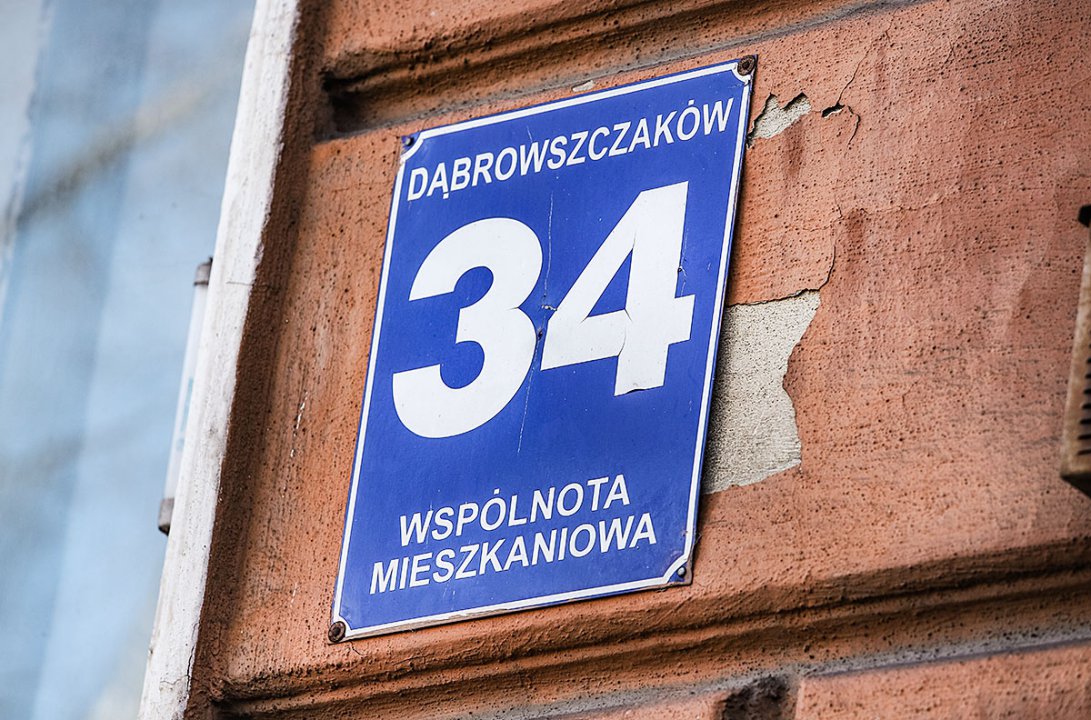 DĄBROWSZCZAKÓW
34
WSPÓLNOTA
MIESZKANIOWA